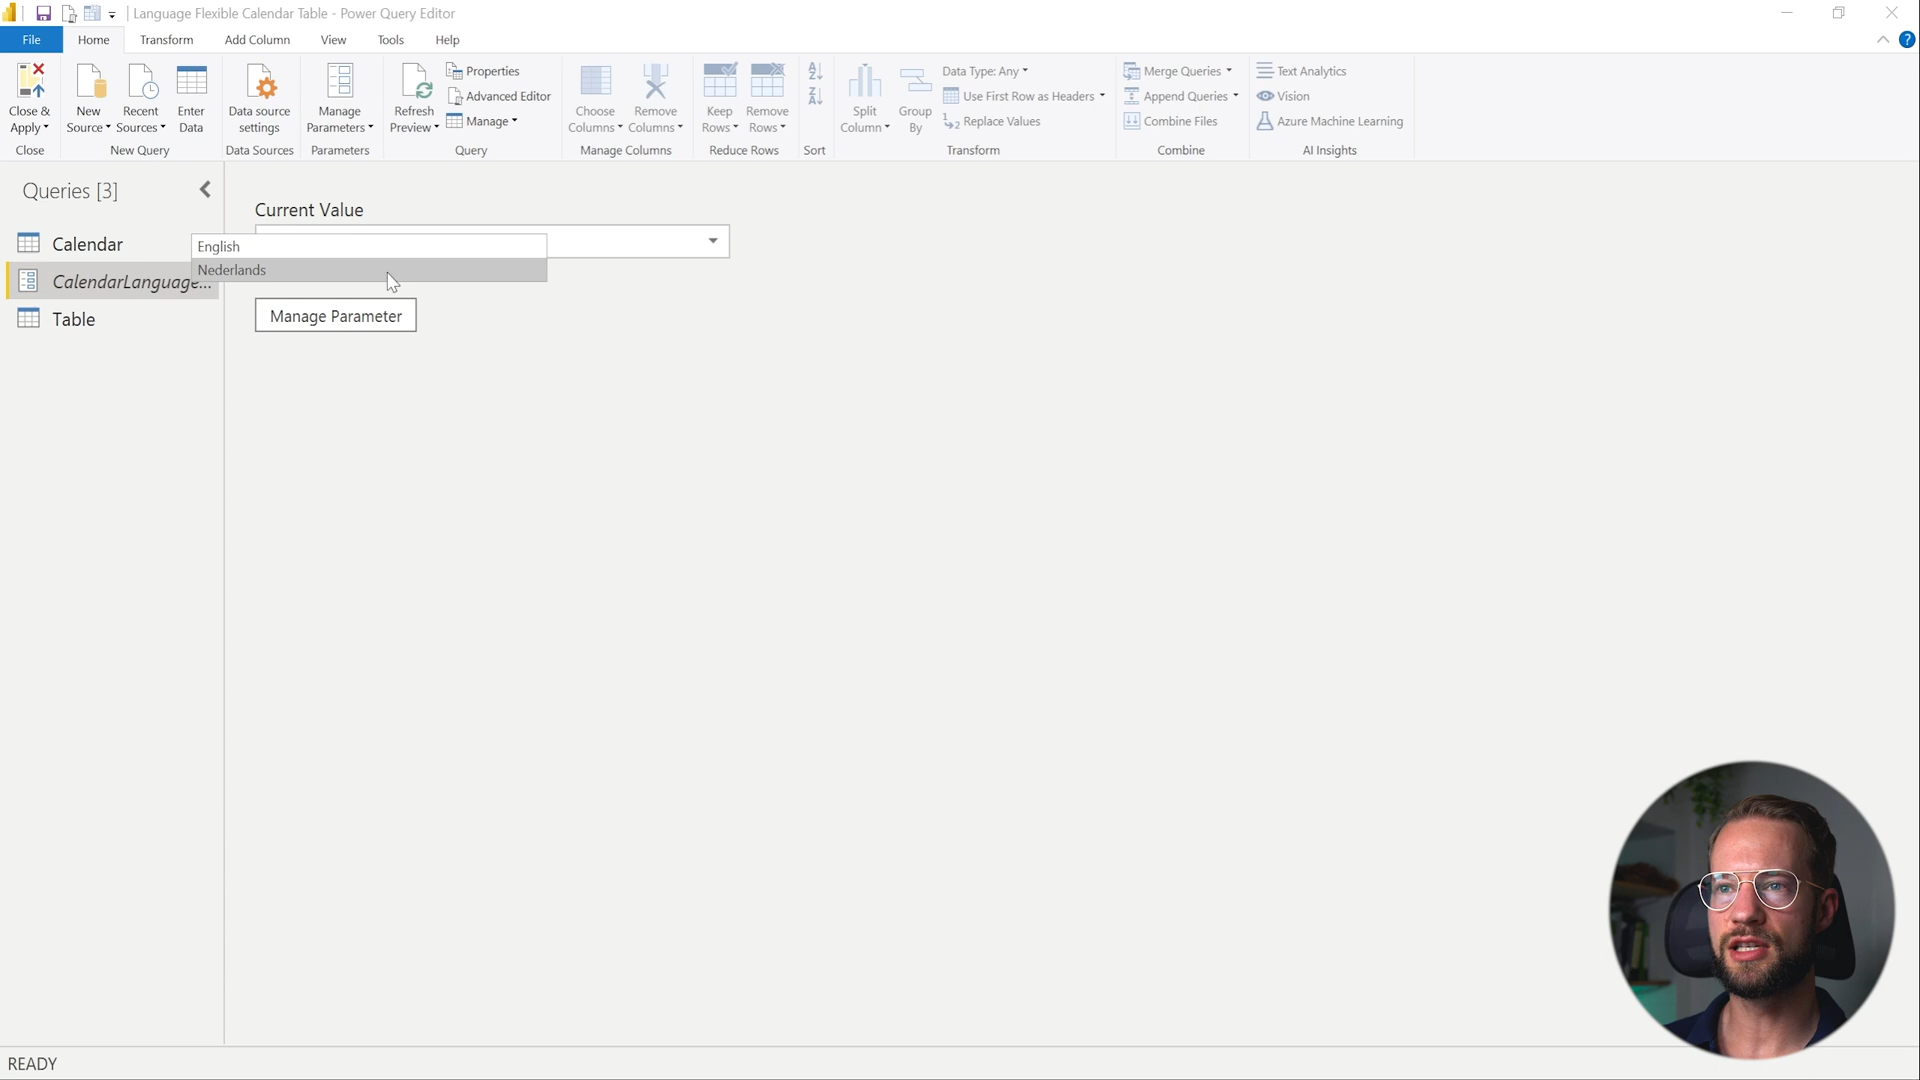 Language Flexible Calendar Table - Power Query Editor
File
Home
Transform
Add Column
View
Tools
Help
?
Close &
Apply
Close
New
Source
Recent
Sources
Enter
Data
New Query
Data source
settings
Data Sources
Manage
Parameters
Parameters
Refresh
Preview
Properties
Advanced Editor
Manage
Query
Choose
Columns
Remove
Columns
Manage Columns
Keep
Rows
Remove
Rows
Reduce Rows
Sort
Split
Column
Group
By
Data Type: Any
Use First Row as Headers
Replace Values
Transform
Merge Queries
Append Queries
Combine Files
Combine
Text Analytics
Vision
Azure Machine Learning
AI Insights
Queries [3]
Calendar
CalendarLanguage...
Table
Current Value
English
Nederlands
Manage Parameter
READY